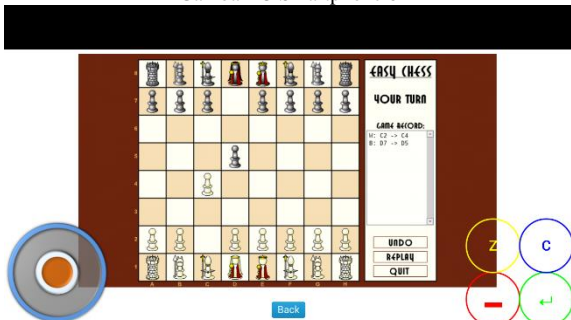 EASY CHESS
YOUR TURN
GAME RECORD:
W: C2 -> C4
B: D7 -> D5
8
7
6
5
4
3
2
1
A B C D E F G H
UNDO
REPLAY
QUIT
Z
C
Back